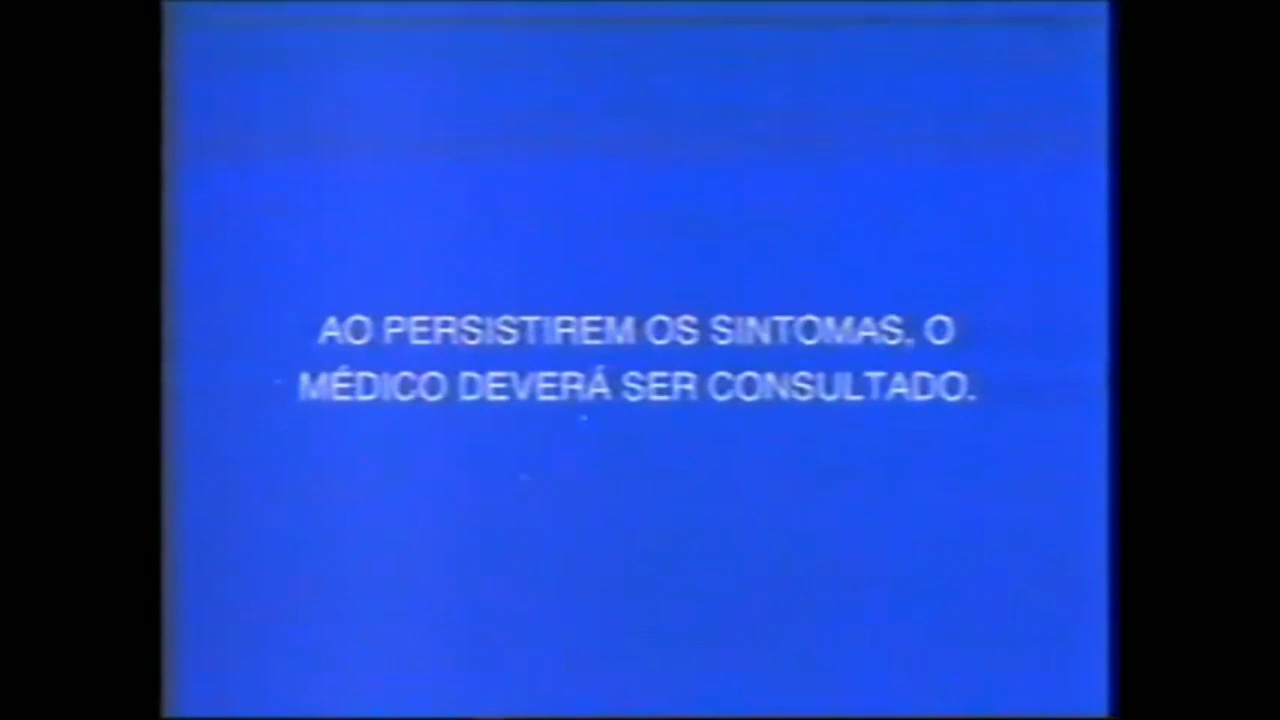 AO PERSISTIREM OS SINTOMAS, O
MÉDICO DEVERÁ SER CONSULTADO.